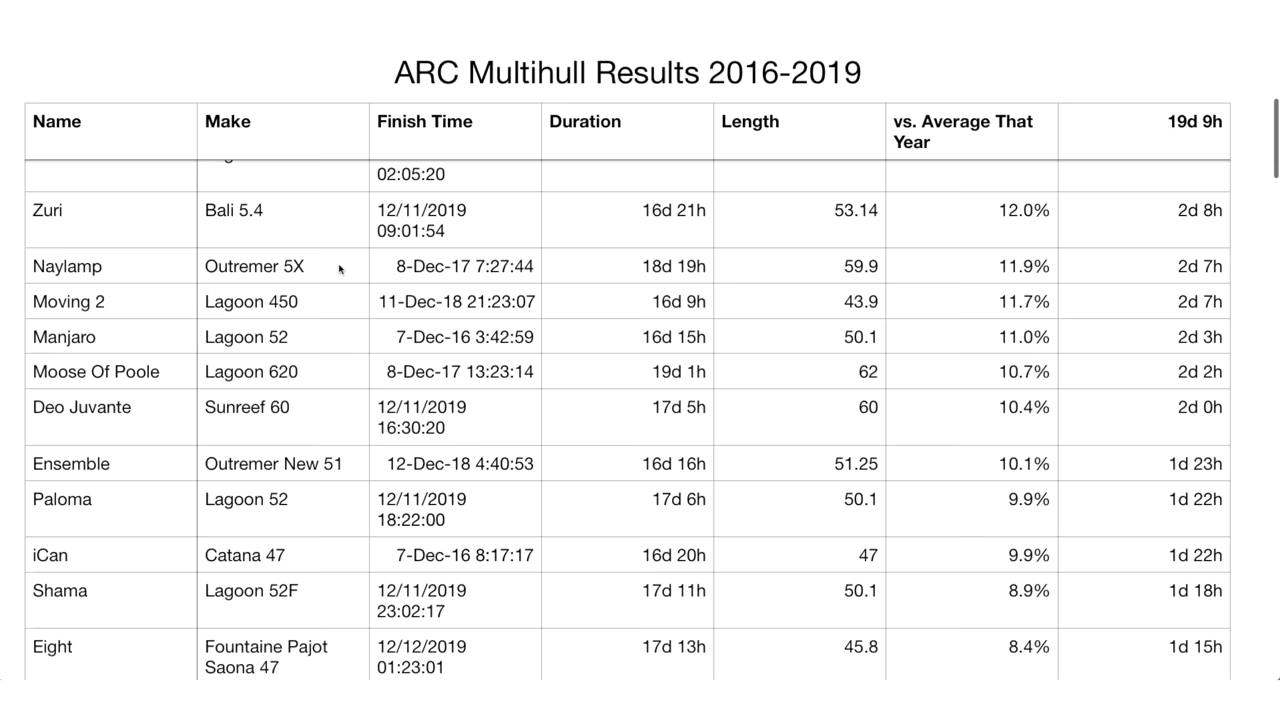 ARC Multihull Results 2016-2019
Name Make Finish Time Duration Length vs. Average That 19d 9h
Year
02:05:20
Zuri Bali 5.4 12/11/2019 16d 21h 53.14 12.0% 2d 8h
09:01:54
Naylamp Outremer 5X 8-Dec-17 7:27:44 18d 19h 59.9 11.9% 2d 7h
Moving 2 Lagoon 450 11-Dec-18 21:23:07 16d 9h 43.9 11.7% 2d 7h
Manjaro Lagoon 52 7-Dec-16 3:42:59 16d 15h 50.1 11.0% 2d 3h
Moose Of Poole Lagoon 620 8-Dec-17 13:23:14 19d 1h 62 10.7% 2d 2h
Deo Juvante Sunreef 60 12/11/2019 17d 5h 60 10.4% 2d 0h
16:30:20
Ensemble Outremer New 51 12-Dec-18 4:40:53 16d 16h 51.25 10.1% 1d 23h
Paloma Lagoon 52 12/11/2019 17d 6h 50.1 9.9% 1d 22h
18:22:00
iCan Catana 47 7-Dec-16 8:17:17 16d 20h 47 9.9% 1d 22h
Shama Lagoon 52F 12/11/2019 17d 11h 50.1 8.9% 1d 18h
23:02:17
Eight Fountaine Pajot 12/12/2019 17d 13h 45.8 8.4% 1d 15h
Saona 47 01:23:01